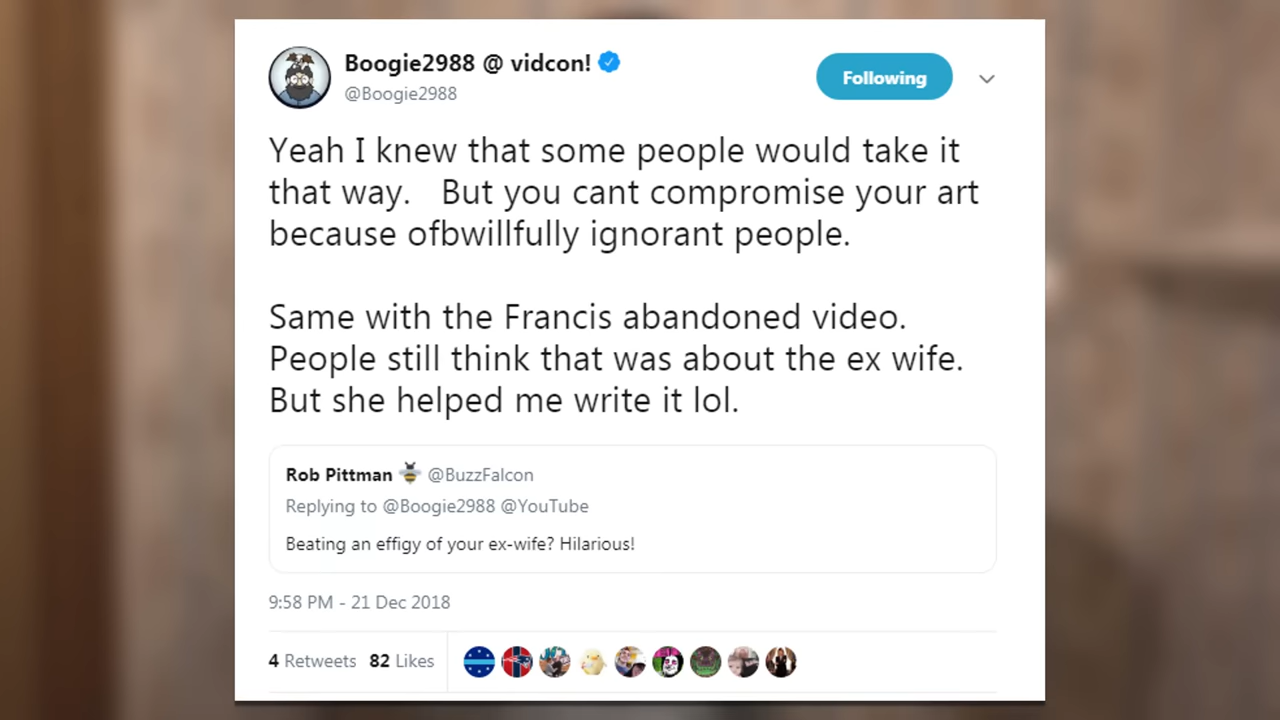 Boogie2988 @ vidcon!
@Boogie2988
Following
Yeah I knew that some people would take it
that way.   But you cant compromise your art
because ofbwillfully ignorant people.
Same with the Francis abandoned video.
People still think that was about the ex wife.
But she helped me write it lol.
Rob Pittman @BuzzFalcon
Replying to @Boogie2988 @YouTube
Beating an effigy of your ex-wife? Hilarious!
9:58 PM - 21 Dec 2018
4 Retweets 82 Likes